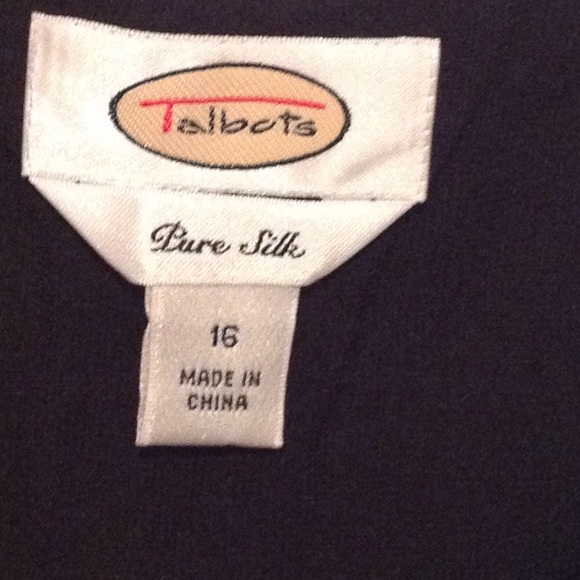 Talbots
Pure Silk
16
MADE IN
CHINA